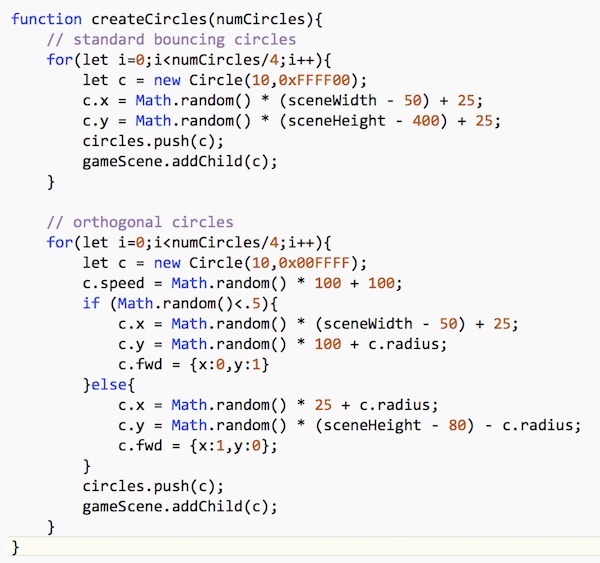 function createCircles(numCircles){
    // standard bouncing circles
    for(let i=0;i<numCircles/4;i++){
        let c = new Circle(10,0xFFFF00);
        c.x = Math.random() * (sceneWidth - 50) + 25;
        c.y = Math.random() * (sceneHeight - 400) + 25;
        circles.push(c);
        gameScene.addChild(c);
    }

    // orthogonal circles
    for(let i=0;i<numCircles/4;i++){
        let c = new Circle(10,0x00FFFF);
        c.speed = Math.random() * 100 + 100;
        if (Math.random()<.5){
            c.x = Math.random() * (sceneWidth - 50) + 25;
            c.y = Math.random() * 100 + c.radius;
            c.fwd = {x:0,y:1}
        }else{
            c.x = Math.random() * 25 + c.radius;
            c.y = Math.random() * (sceneHeight - 80) - c.radius;
            c.fwd = {x:1,y:0};
        }
        circles.push(c);
        gameScene.addChild(c);
    }
}